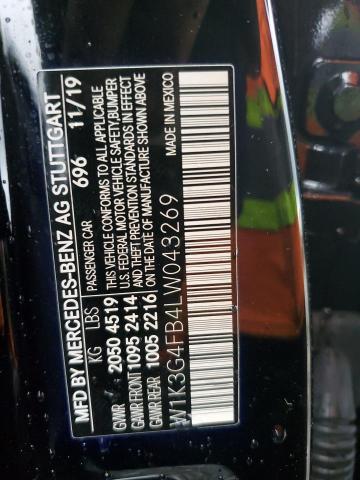 MFD BY MERCEDES-BENZ AG STUTTGART
696 11/19
PASSENGER CAR
THIS VEHICLE CONFORMS TO ALL APPLICABLE
U.S. FEDERAL MOTOR VEHICLE SAFETY,BUMPER
AND THEFT PREVENTION STANDARDS IN EFFECT
ON THE DATE OF MANUFACTURE SHOWN ABOVE
KG LBS
GVWR 2050 4519
GAWR FRONT 1095 2414
GAWR REAR 1005 2216
MADE IN MEXICO
W1K3G4FB4LW043269